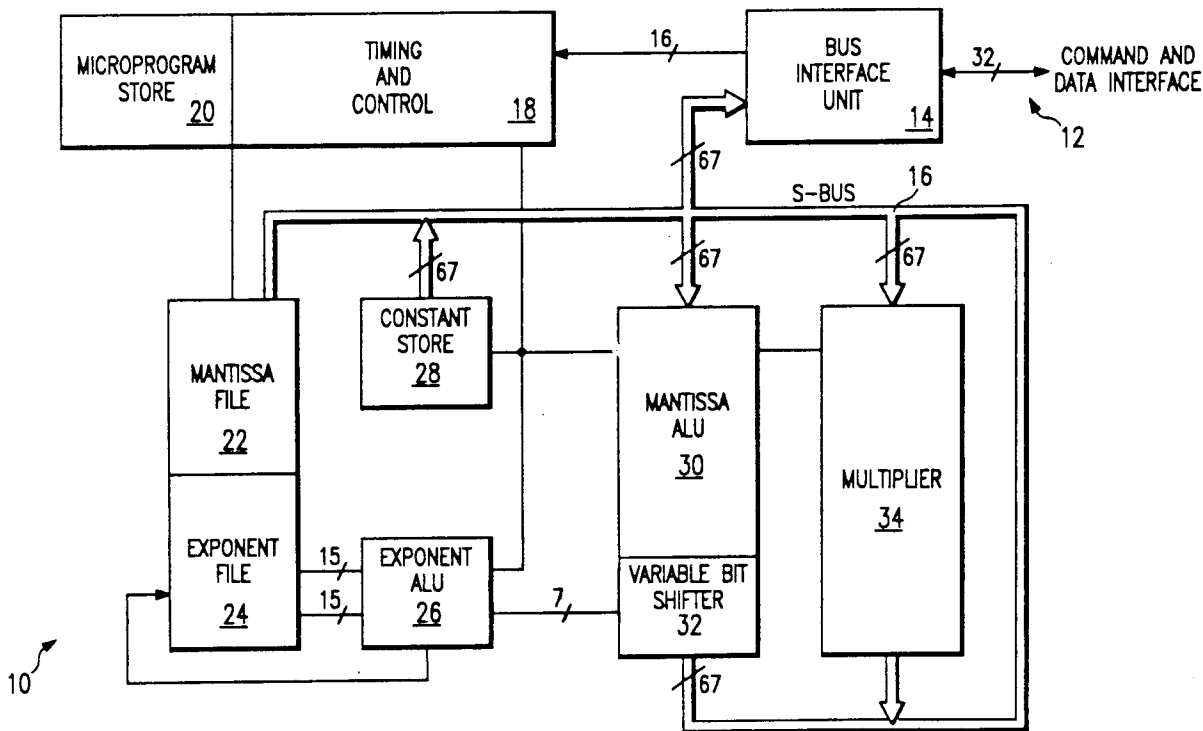 MICROPROGRAM
STORE
20
TIMING
AND
CONTROL
18
16
BUS
INTERFACE
UNIT
14
32
COMMAND AND
DATA INTERFACE
12
67
S-BUS
16
67
67
67
MANTISSA
FILE
22
CONSTANT
STORE
28
MANTISSA
ALU
30
MULTIPLIER
34
EXPONENT
FILE
24
15
15
EXPONENT
ALU
26
7
VARIABLE BIT
SHIFTER
32
67
10